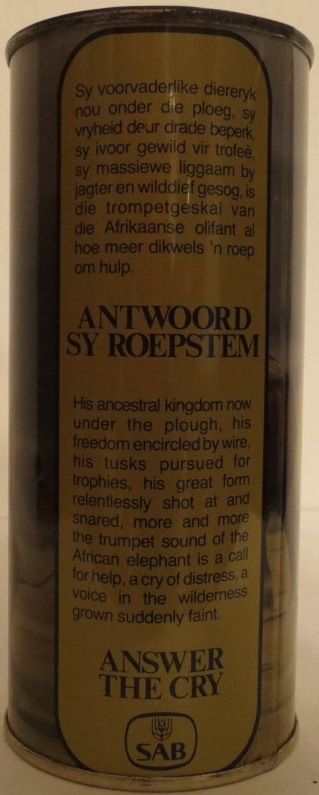 Sy voorvaderlike diereryk
nou onder die ploeg, sy
vryheid deur drade beperk,
sy ivoor gewild vir trofeë,
sy massiewe liggaam by
jagter en wilddief gesog, is
die trompetgeskal van
die Afrikaanse olifant al
hoe meer dikwels 'n roep
om hulp.
ANTWOORD
SY ROEPSTEM
His ancestral kingdom now
under the plough, his
freedom encircled by wire,
his tusks pursued for
trophies, his great form
relentlessly shot at and
snared, more and more
the trumpet sound of the
African elephant is a call
for help, a cry of distress, a
voice in the wilderness
grown suddenly faint.
ANSWER
THE CRY
SAB